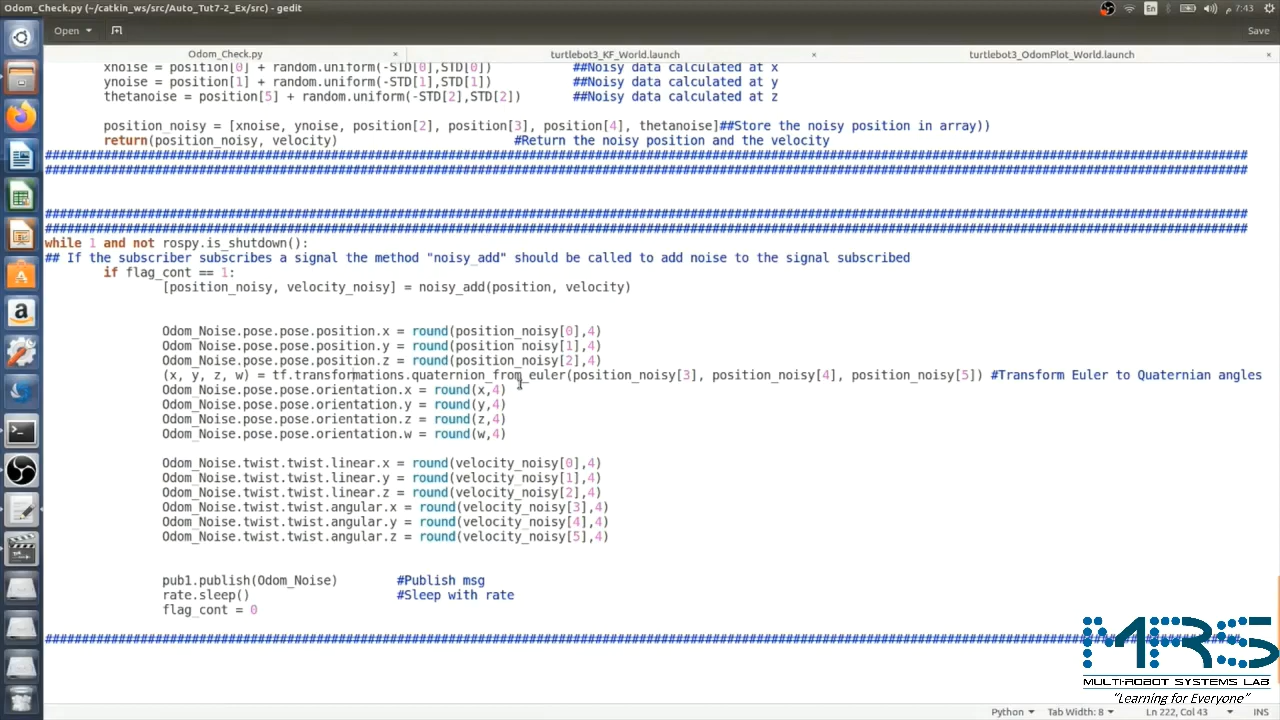 Odom_Check.py (~/catkin_ws/src/Auto_Tut7-2_Ex/src) - gedit
En
7:43
Open
Save
Odom_Check.py × turtlebot3_KF_World.launch × turtlebot3_OdomPlot_World.launch ×
xnoise = position[0] + random.uniform(-STD[0],STD[0]) ##Noisy data calculated at x
ynoise = position[1] + random.uniform(-STD[1],STD[1]) ##Noisy data calculated at y
thetanoise = position[5] + random.uniform(-STD[2],STD[2]) ##Noisy data calculated at z
position_noisy = [xnoise, ynoise, position[2], position[3], position[4], thetanoise]##Store the noisy position in array))
return(position_noisy, velocity) #Return the noisy position and the velocity
while 1 and not rospy.is_shutdown():
## If the subscriber subscribes a signal the method "noisy_add" should be called to add noise to the signal subscribed
if flag_cont == 1:
[position_noisy, velocity_noisy] = noisy_add(position, velocity)
Odom_Noise.pose.pose.position.x = round(position_noisy[0],4)
Odom_Noise.pose.pose.position.y = round(position_noisy[1],4)
Odom_Noise.pose.pose.position.z = round(position_noisy[2],4)
(x, y, z, w) = tf.transformations.quaternion_from_euler(position_noisy[3], position_noisy[4], position_noisy[5]) #Transform Euler to Quaternian angles
Odom_Noise.pose.pose.orientation.x = round(x,4)
Odom_Noise.pose.pose.orientation.y = round(y,4)
Odom_Noise.pose.pose.orientation.z = round(z,4)
Odom_Noise.pose.pose.orientation.w = round(w,4)
Odom_Noise.twist.twist.linear.x = round(velocity_noisy[0],4)
Odom_Noise.twist.twist.linear.y = round(velocity_noisy[1],4)
Odom_Noise.twist.twist.linear.z = round(velocity_noisy[2],4)
Odom_Noise.twist.twist.angular.x = round(velocity_noisy[3],4)
Odom_Noise.twist.twist.angular.y = round(velocity_noisy[4],4)
Odom_Noise.twist.twist.angular.z = round(velocity_noisy[5],4)
pub1.publish(Odom_Noise) #Publish msg
rate.sleep() #Sleep with rate
flag_cont = 0
MRS
MULTI-ROBOT SYSTEMS LAB
"Learning for Everyone"
Python Tab Width: 8 Ln 222, Col 43 INS